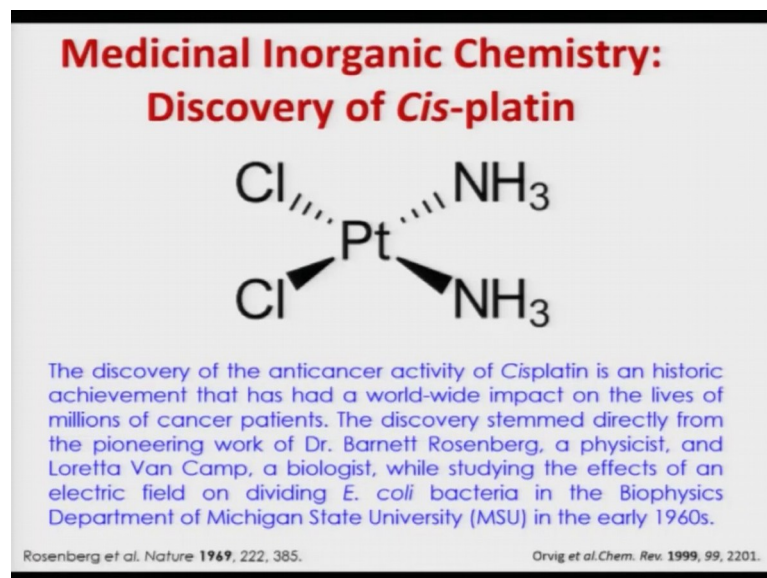 Medicinal Inorganic Chemistry:
Discovery of Cis-platin
Cl NH3
Pt
Cl NH3
The discovery of the anticancer activity of Cisplatin is an historic
achievement that has had a world-wide impact on the lives of
millions of cancer patients. The discovery stemmed directly from
the pioneering work of Dr. Barnett Rosenberg, a physicist, and
Loretta Van Camp, a biologist, while studying the effects of an
electric field on dividing E. coli bacteria in the Biophysics
Department of Michigan State University (MSU) in the early 1960s.
Rosenberg et al. Nature 1969, 222, 385. Orvig et al.Chem. Rev. 1999, 99, 2201.